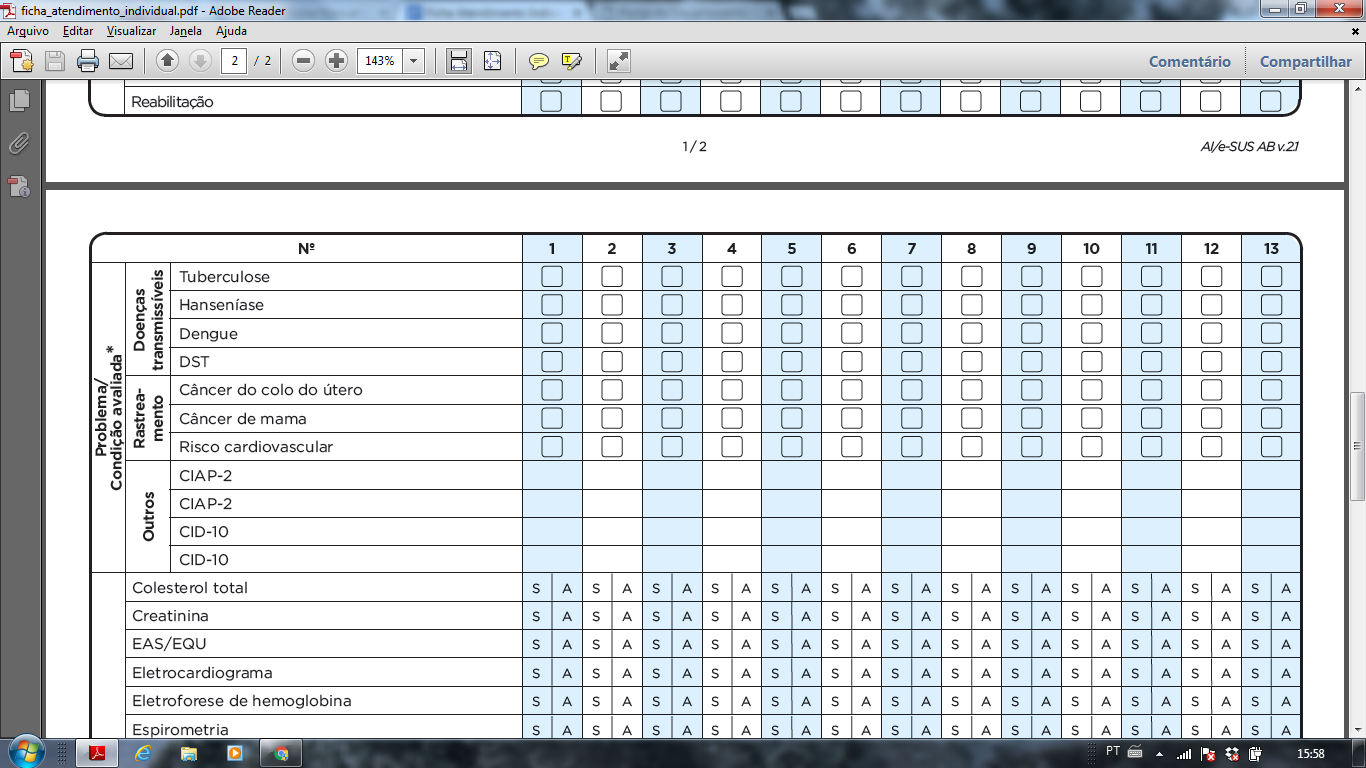 ficha_atendimento_individual.pdf - Adobe Reader
Arquivo Editar Visualizar Janela Ajuda
2 / 2 143% Comentário Compartilhar
Reabilitação
1 / 2
AI/e-SUS AB v.2.1
Nº 1 2 3 4 5 6 7 8 9 10 11 12 13
Problema/
Condição avaliada*
Doenças
transmissíveis
Tuberculose
Hanseníase
Dengue
DST
Rastrea-
mento
Câncer do colo do útero
Câncer de mama
Risco cardiovascular
Outros
CIAP-2
CIAP-2
CID-10
CID-10
Colesterol total S A S A S A S A S A S A S A S A S A S A S A S A S A
Creatinina S A S A S A S A S A S A S A S A S A S A S A S A S A
EAS/EQU S A S A S A S A S A S A S A S A S A S A S A S A S A
Eletrocardiograma S A S A S A S A S A S A S A S A S A S A S A S A S A
Eletroforese de hemoglobina S A S A S A S A S A S A S A S A S A S A S A S A S A
Espirometria S A S A S A S A S A S A S A S A S A S A S A S A S A
PT 15:58